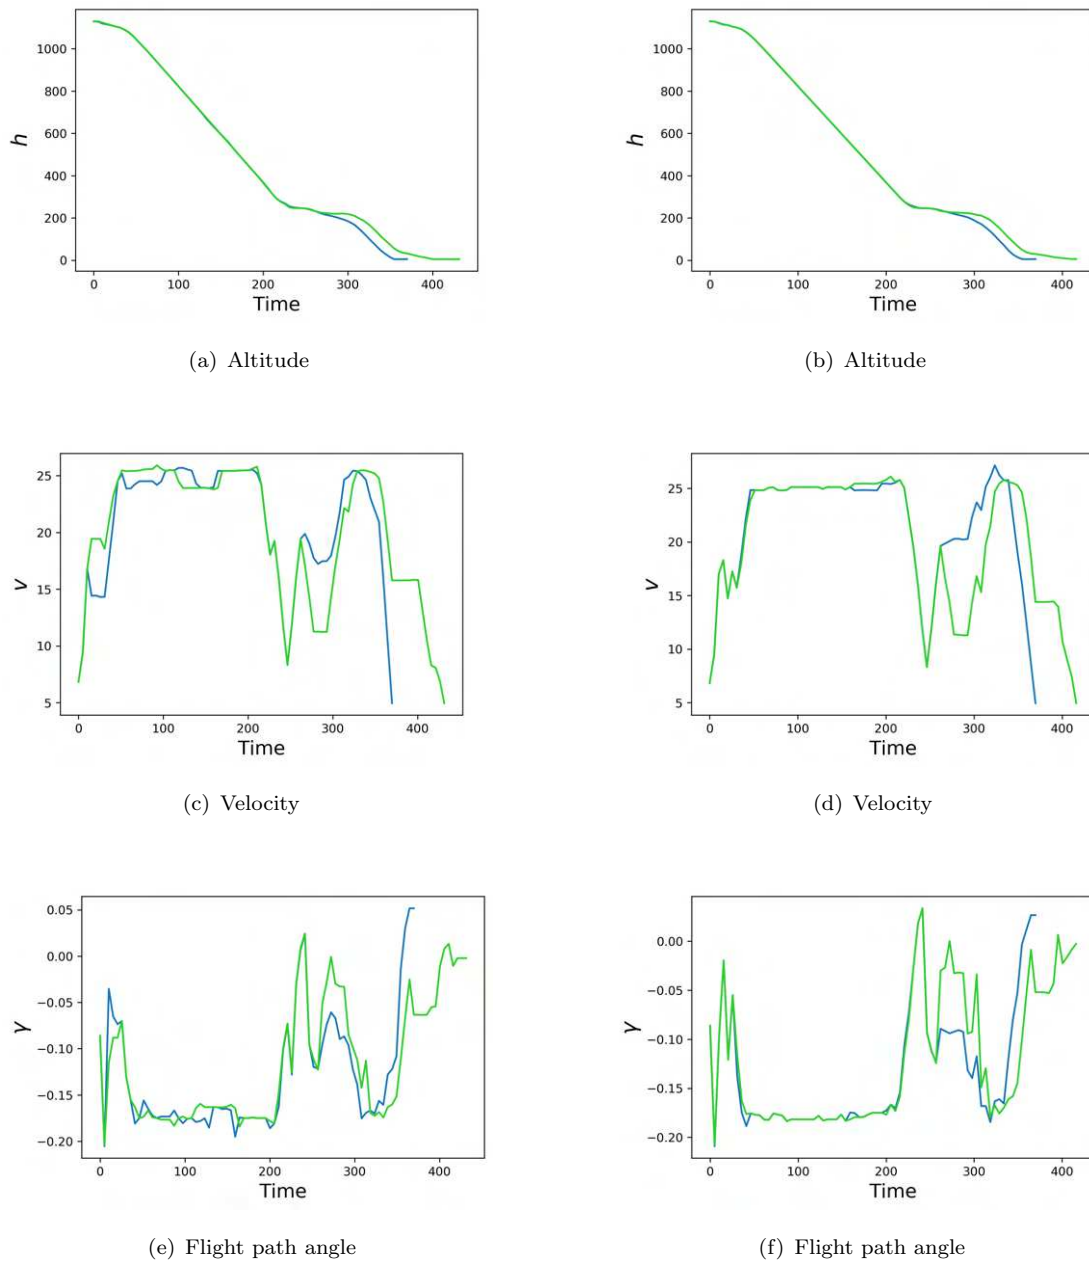 1000
800
600
400
200
0
h
0 100 200 300 400
Time
(a) Altitude
1000
800
600
400
200
0
h
0 100 200 300 400
Time
(b) Altitude
25
20
15
10
5
v
0 100 200 300 400
Time
(c) Velocity
25
20
15
10
5
v
0 100 200 300 400
Time
(d) Velocity
0.05
0.00
−0.05
−0.10
−0.15
−0.20
γ
0 100 200 300 400
Time
(e) Flight path angle
0.00
−0.05
−0.10
−0.15
−0.20
γ
0 100 200 300 400
Time
(f) Flight path angle